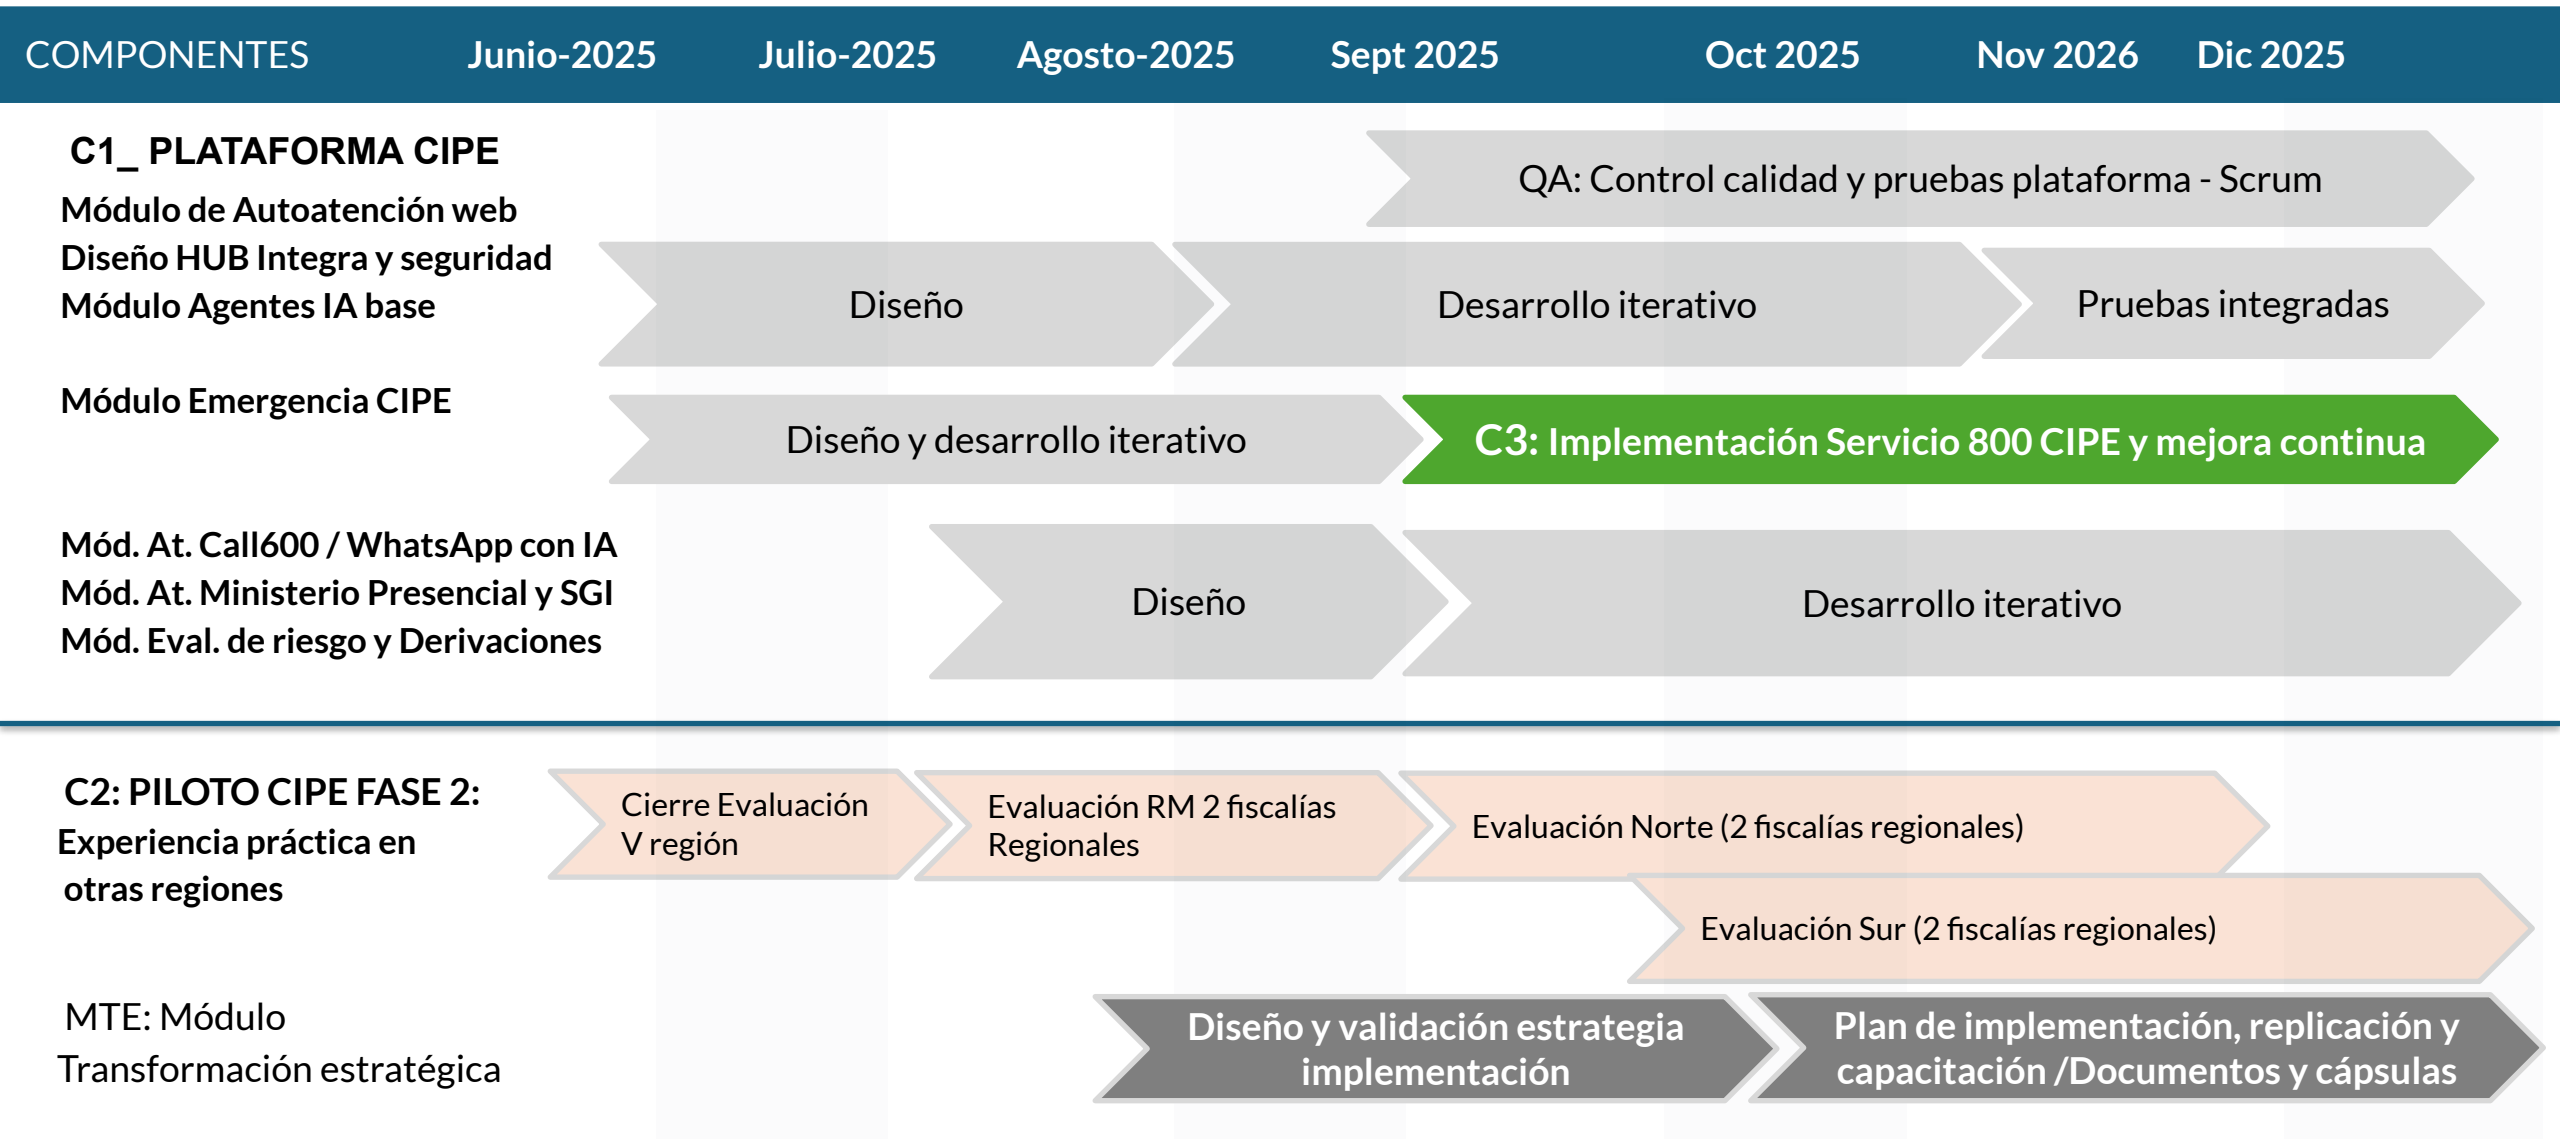 COMPONENTES Junio-2025 Julio-2025 Agosto-2025 Sept 2025 Oct 2025 Nov 2026 Dic 2025
C1_ PLATAFORMA CIPE
QA: Control calidad y pruebas plataforma - Scrum
Módulo de Autoatención web
Diseño HUB Integra y seguridad
Módulo Agentes IA base
Diseño
Desarrollo iterativo
Pruebas integradas
Módulo Emergencia CIPE
Diseño y desarrollo iterativo
C3: Implementación Servicio 800 CIPE y mejora continua
Mód. At. Call600 / WhatsApp con IA
Mód. At. Ministerio Presencial y SGI
Mód. Eval. de riesgo y Derivaciones
Diseño
Desarrollo iterativo
C2: PILOTO CIPE FASE 2:
Experiencia práctica en
otras regiones
Cierre Evaluación
V región
Evaluación RM 2 fiscalías
Regionales
Evaluación Norte (2 fiscalías regionales)
Evaluación Sur (2 fiscalías regionales)
MTE: Módulo
Transformación estratégica
Diseño y validación estrategia
implementación
Plan de implementación, replicación y
capacitación /Documentos y cápsulas